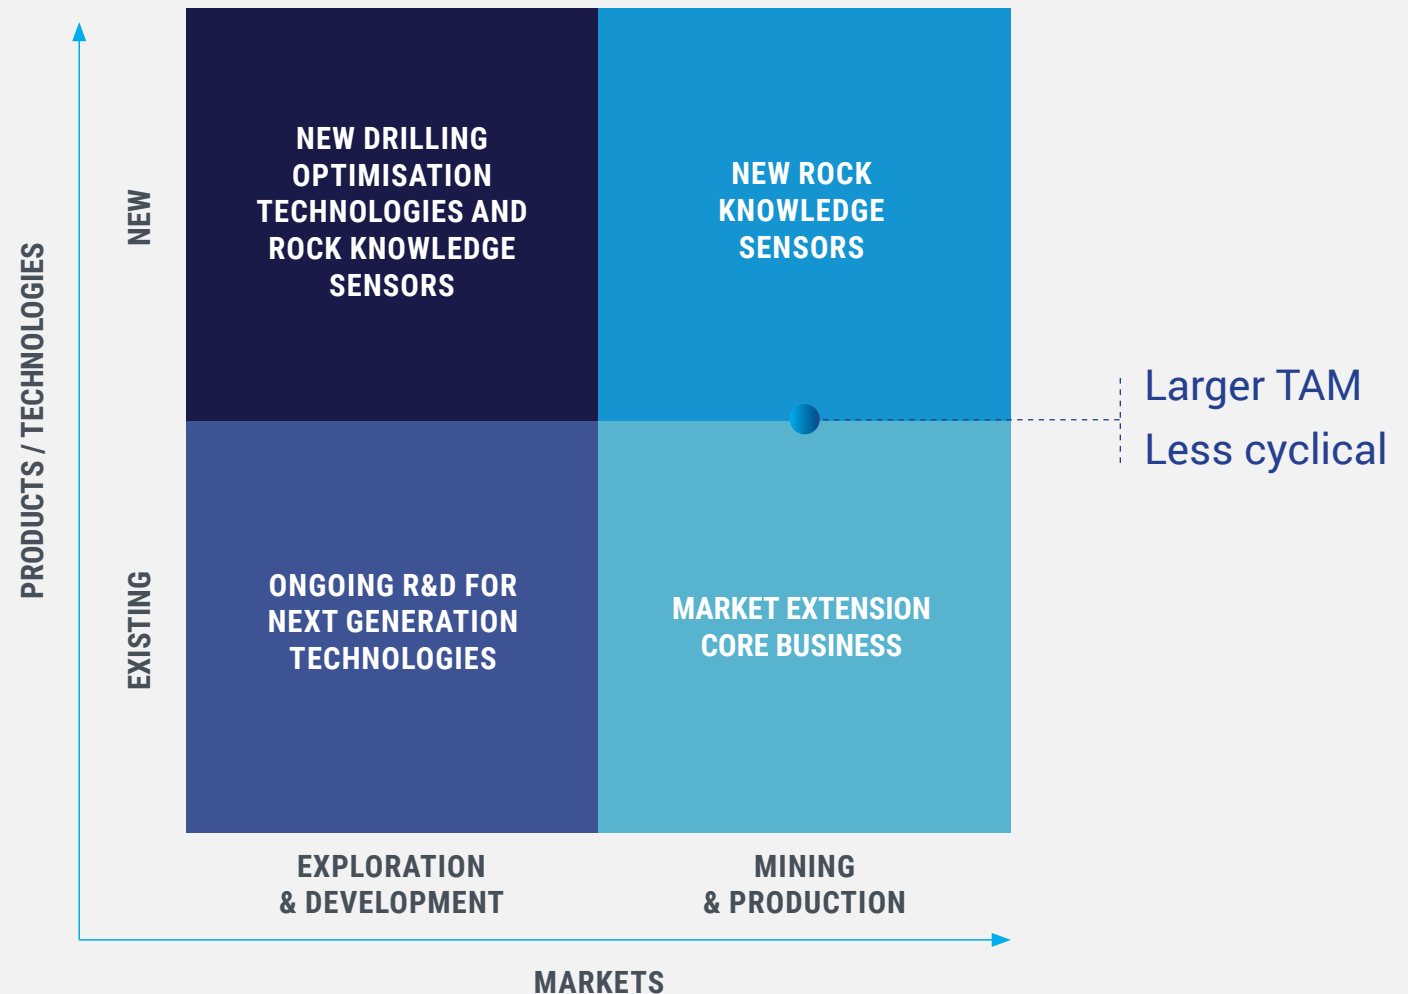 PRODUCTS / TECHNOLOGIES
NEW
EXISTING
NEW DRILLING
OPTIMISATION
TECHNOLOGIES AND
ROCK KNOWLEDGE
SENSORS
NEW ROCK
KNOWLEDGE
SENSORS
Larger TAM
Less cyclical
ONGOING R&D FOR
NEXT GENERATION
TECHNOLOGIES
MARKET EXTENSION
CORE BUSINESS
EXPLORATION
& DEVELOPMENT
MINING
& PRODUCTION
MARKETS